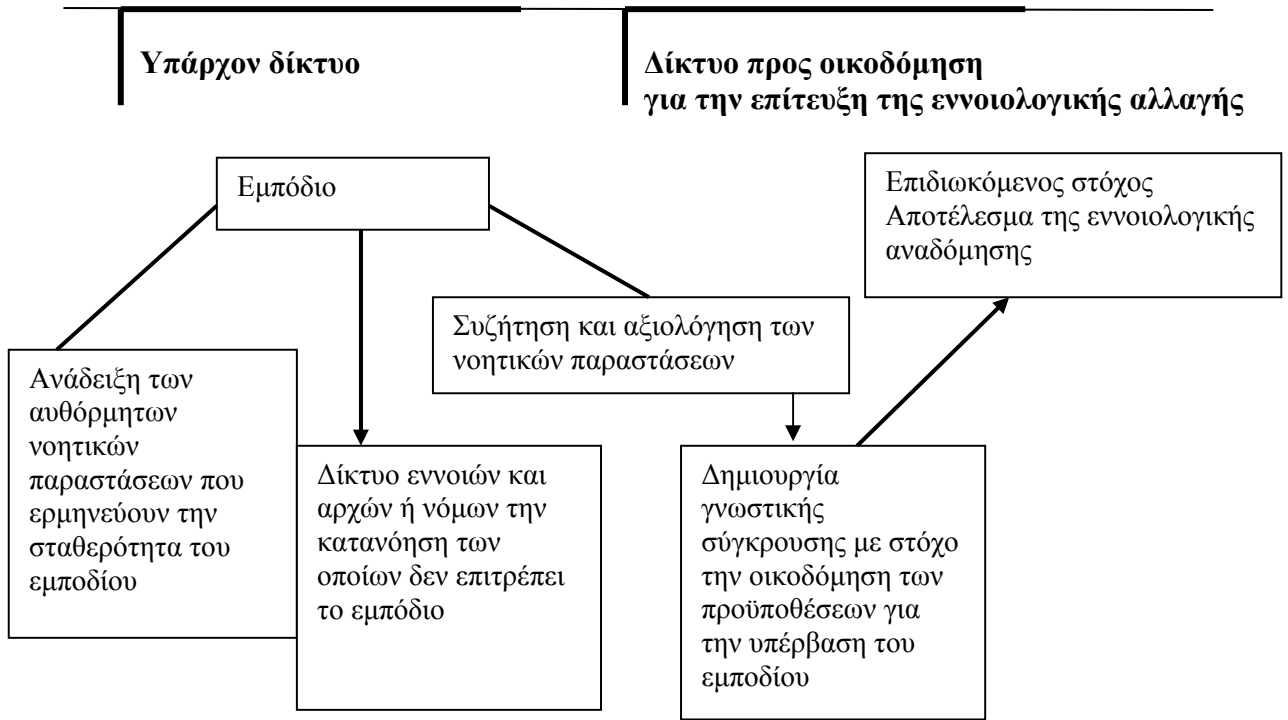 Υπάρχον δίκτυο
Δίκτυο προς οικοδόμηση
για την επίτευξη της εννοιολογικής αλλαγής
Εμπόδιο
Επιδιωκόμενος στόχος
Αποτέλεσμα της εννοιολογικής
αναδόμησης
Συζήτηση και αξιολόγηση των
νοητικών παραστάσεων
Ανάδειξη των
αυθόρμητων
νοητικών
παραστάσεων που
ερμηνεύουν την
σταθερότητα του
εμποδίου
Δίκτυο εννοιών και
αρχών ή νόμων την
κατανόηση των
οποίων δεν επιτρέπει
το εμπόδιο
Δημιουργία
γνωστικής
σύγκρουσης με στόχο
την οικοδόμηση των
προϋποθέσεων για
την υπέρβαση του
εμποδίου